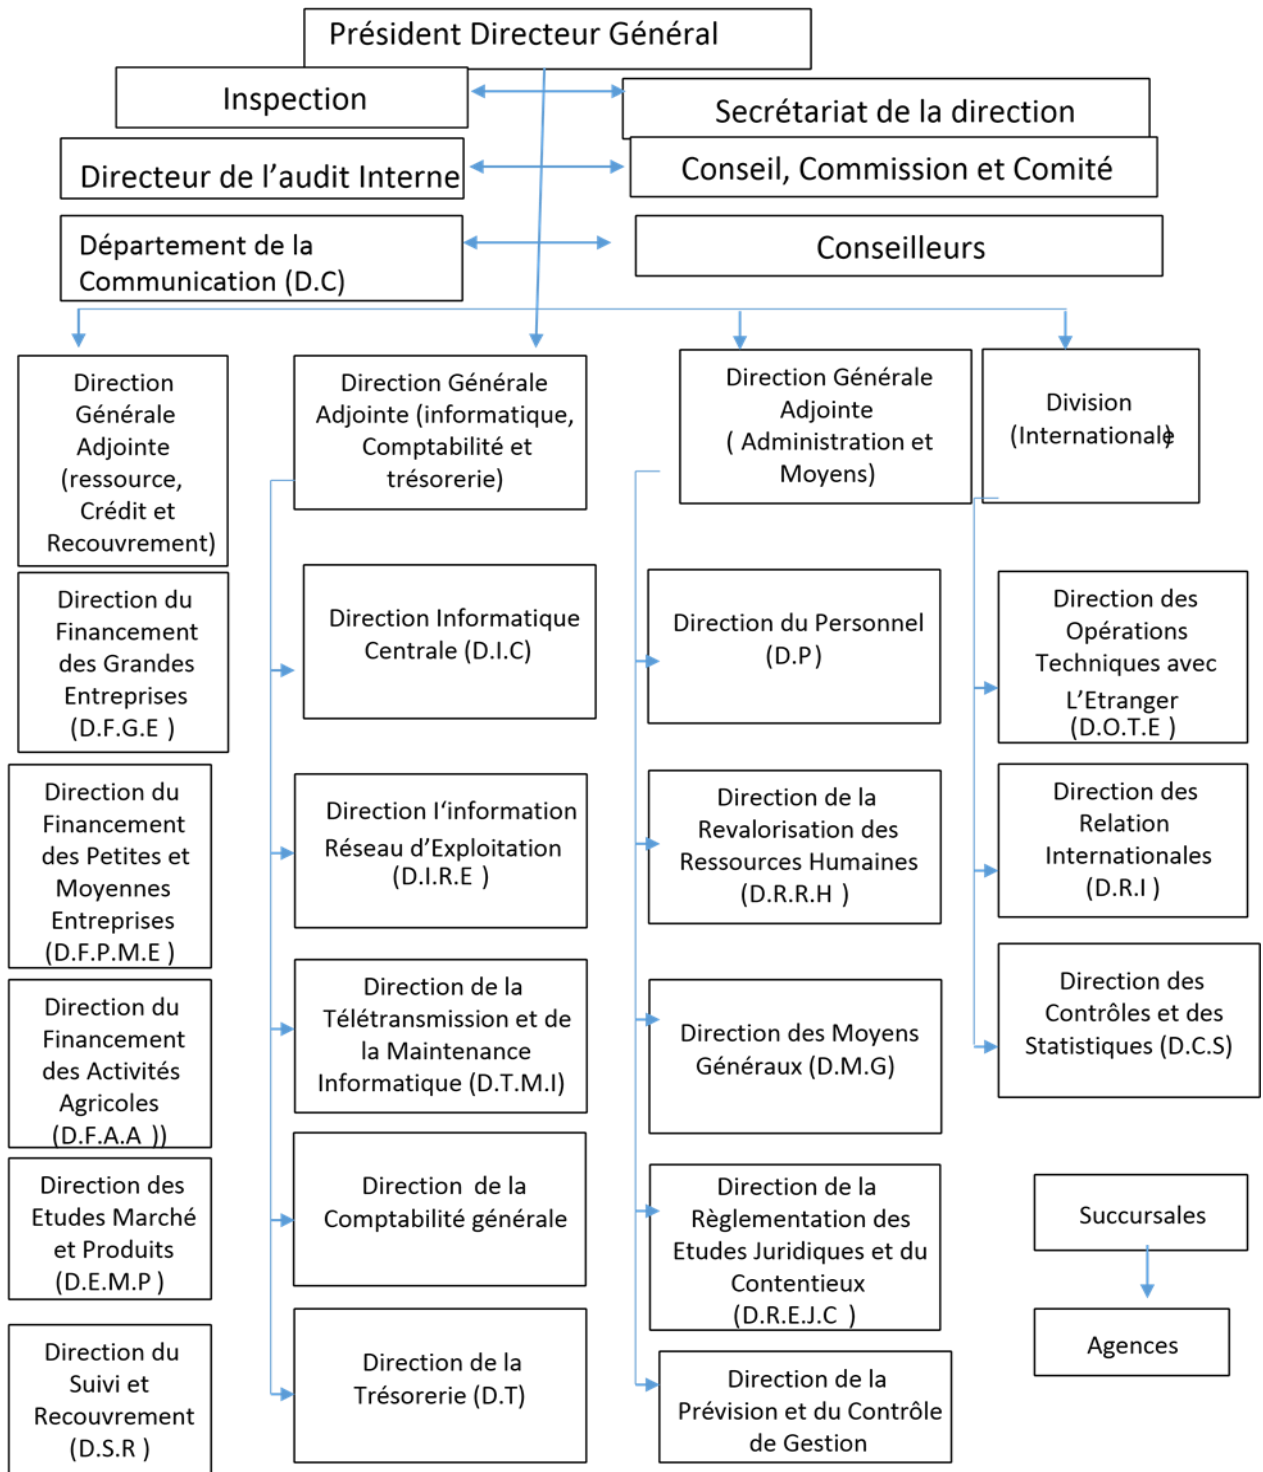 Président Directeur Général
Inspection
Secrétariat de la direction
Directeur de l’audit Interne
Conseil, Commission et Comité
Département de la
Communication (D.C)
Conseilleurs
Direction
Générale
Adjointe
(ressource,
Crédit et
Recouvrement)
Direction Générale
Adjointe (informatique,
Comptabilité et
trésorerie)
Direction Générale
Adjointe
( Administration et
Moyens)
Division
(Internationale)
Direction du
Financement
des Grandes
Entreprises
(D.F.G.E )
Direction Informatique
Centrale (D.I.C)
Direction du Personnel
(D.P)
Direction des
Opérations
Techniques avec
L’Etranger
(D.O.T.E )
Direction du
Financement
des Petites et
Moyennes
Entreprises
(D.F.P.M.E )
Direction I‘information
Réseau d’Exploitation
(D.I.R.E )
Direction de la
Revalorisation des
Ressources Humaines
(D.R.R.H )
Direction des
Relation
Internationales
(D.R.I )
Direction du
Financement
des Activités
Agricoles
(D.F.A.A ))
Direction de la
Télétransmission et de
la Maintenance
Informatique (D.T.M.I)
Direction des Moyens
Généraux (D.M.G)
Direction des
Contrôles et des
Statistiques (D.C.S)
Direction des
Etudes Marché
et Produits
(D.E.M.P )
Direction de la
Comptabilité générale
Direction de la
Règlementation des
Etudes Juridiques et du
Contentieux
(D.R.E.J.C )
Succursales
Direction du
Suivi et
Recouvrement
(D.S.R )
Direction de la
Trésorerie (D.T)
Direction de la
Prévision et du Contrôle
de Gestion
Agences